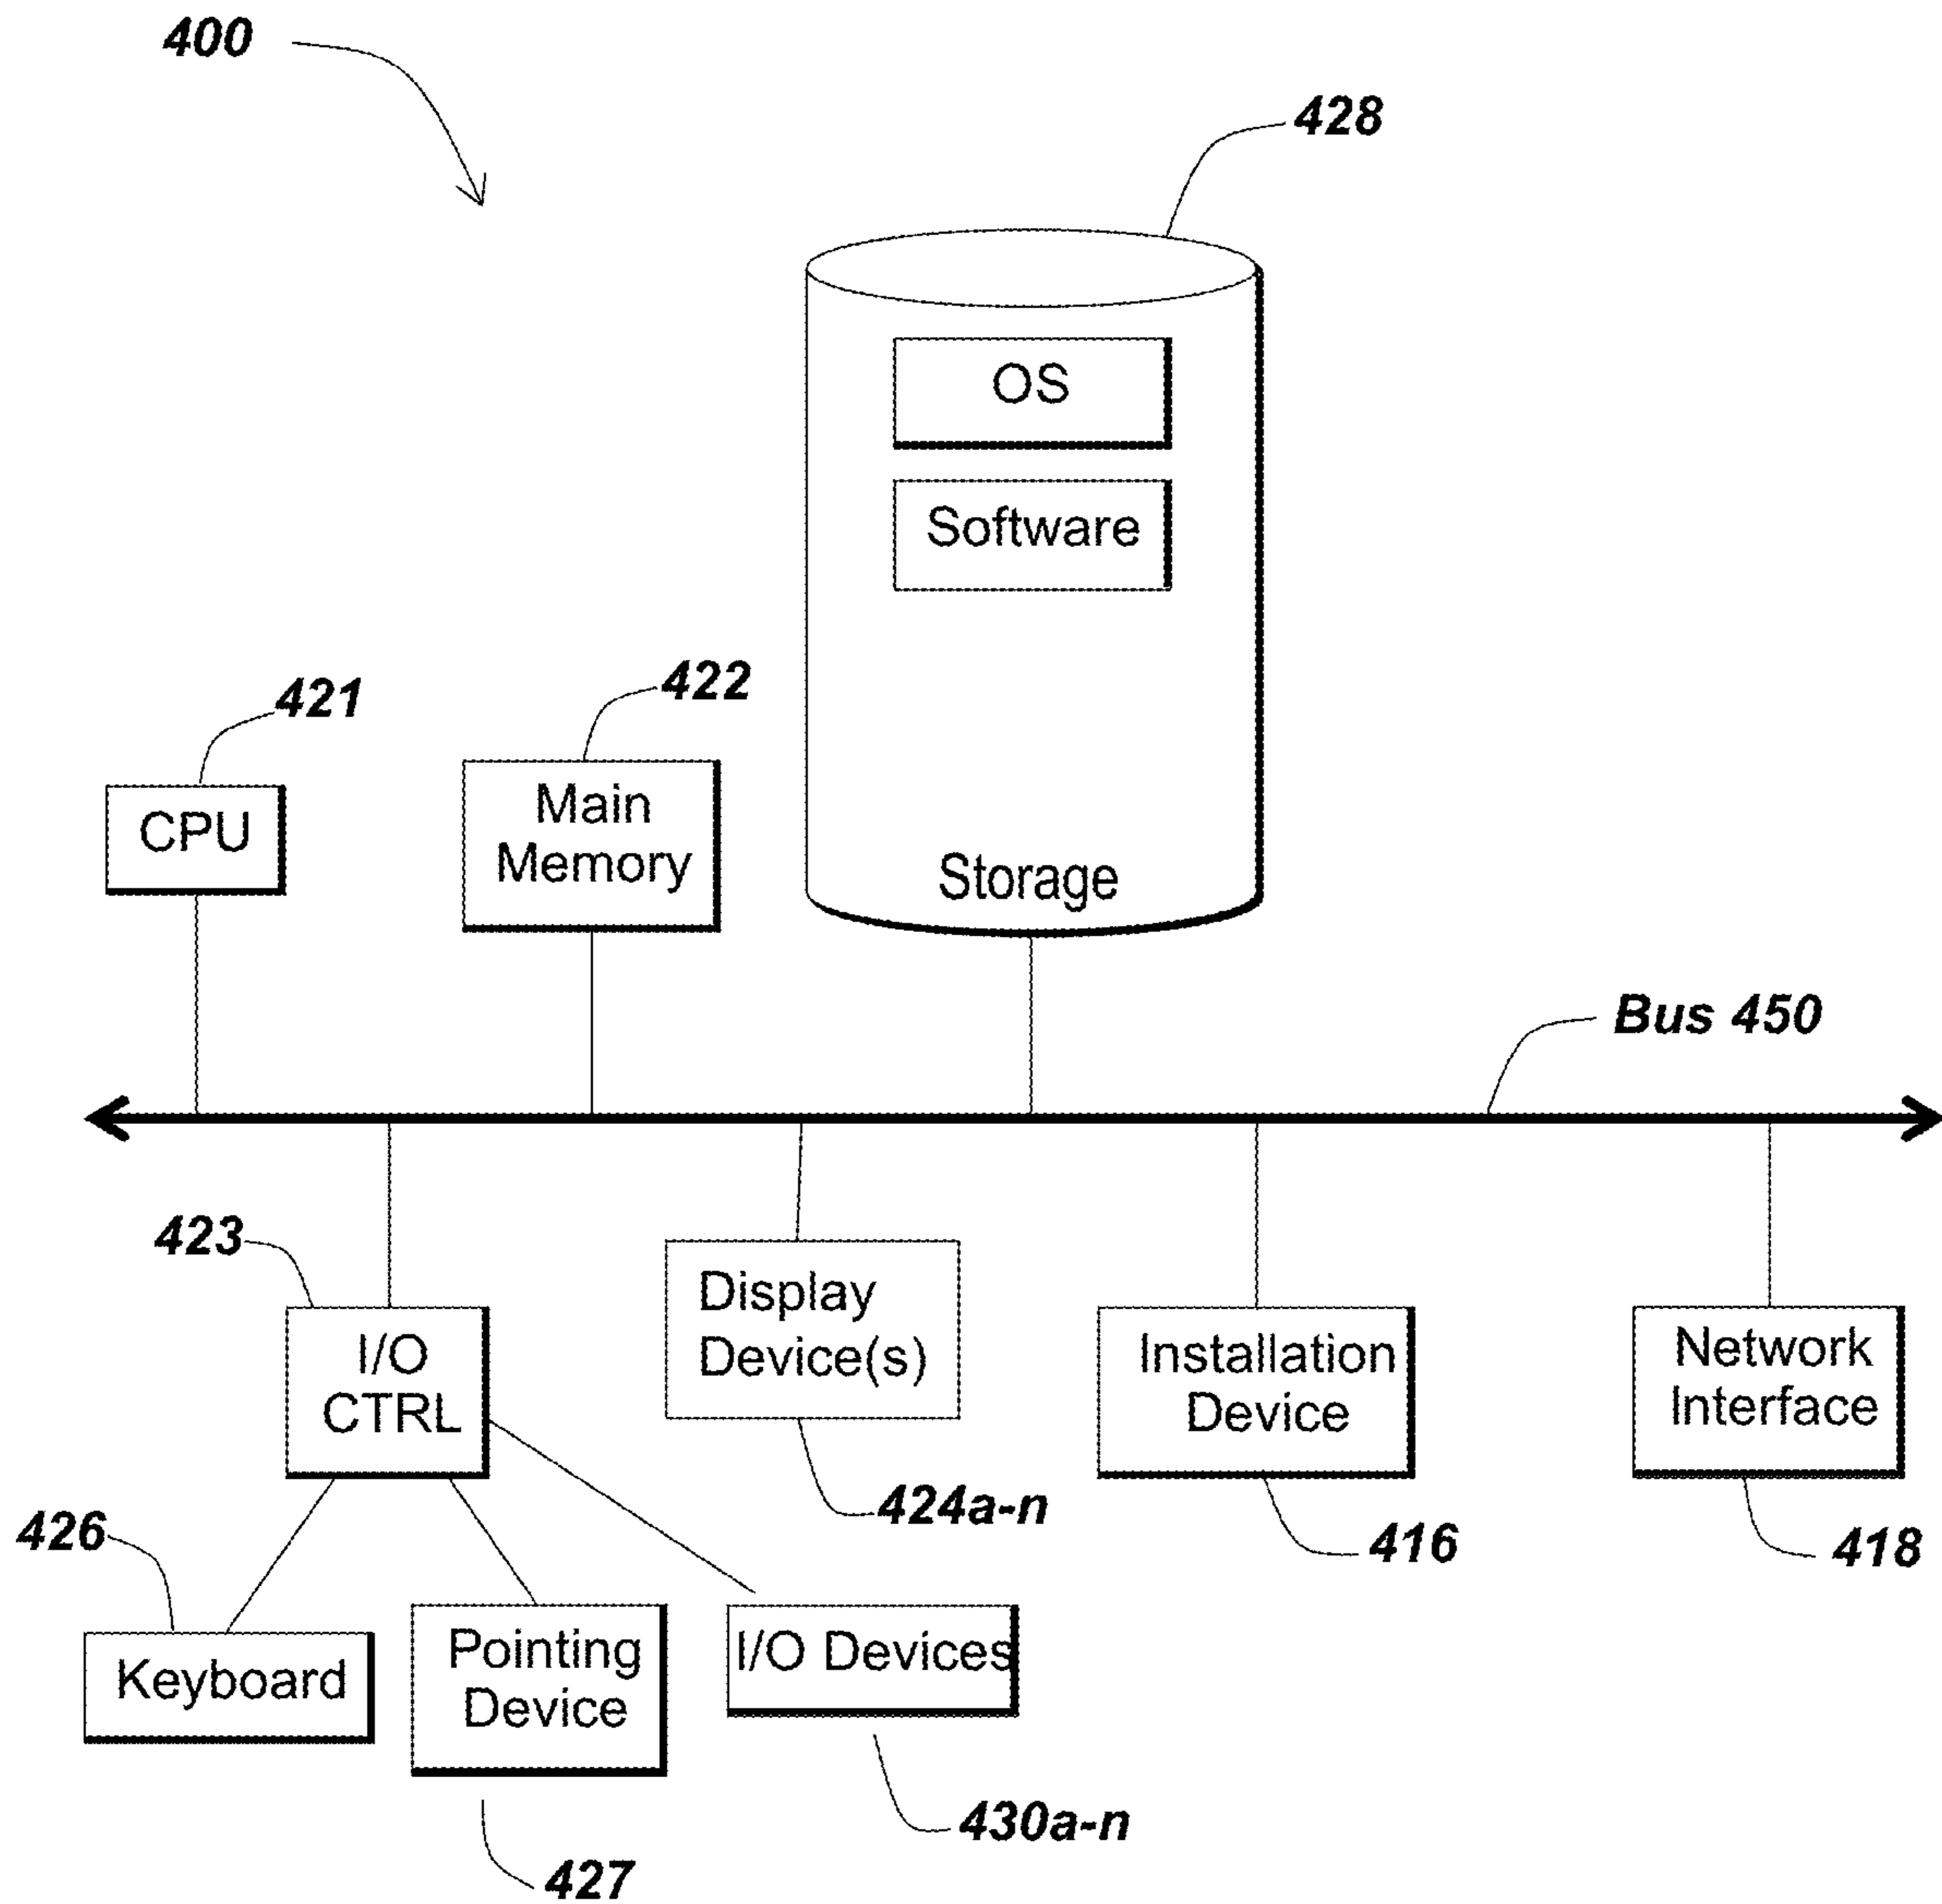 400
428
OS
Software
421
422
CPU
Main
Memory
Storage
Bus 450
423
Display
Device(s)
I/O
CTRL
Installation
Device
Network
Interface
424a-n
426
416
418
Keyboard
Pointing
Device
I/O Devices
430a-n
427